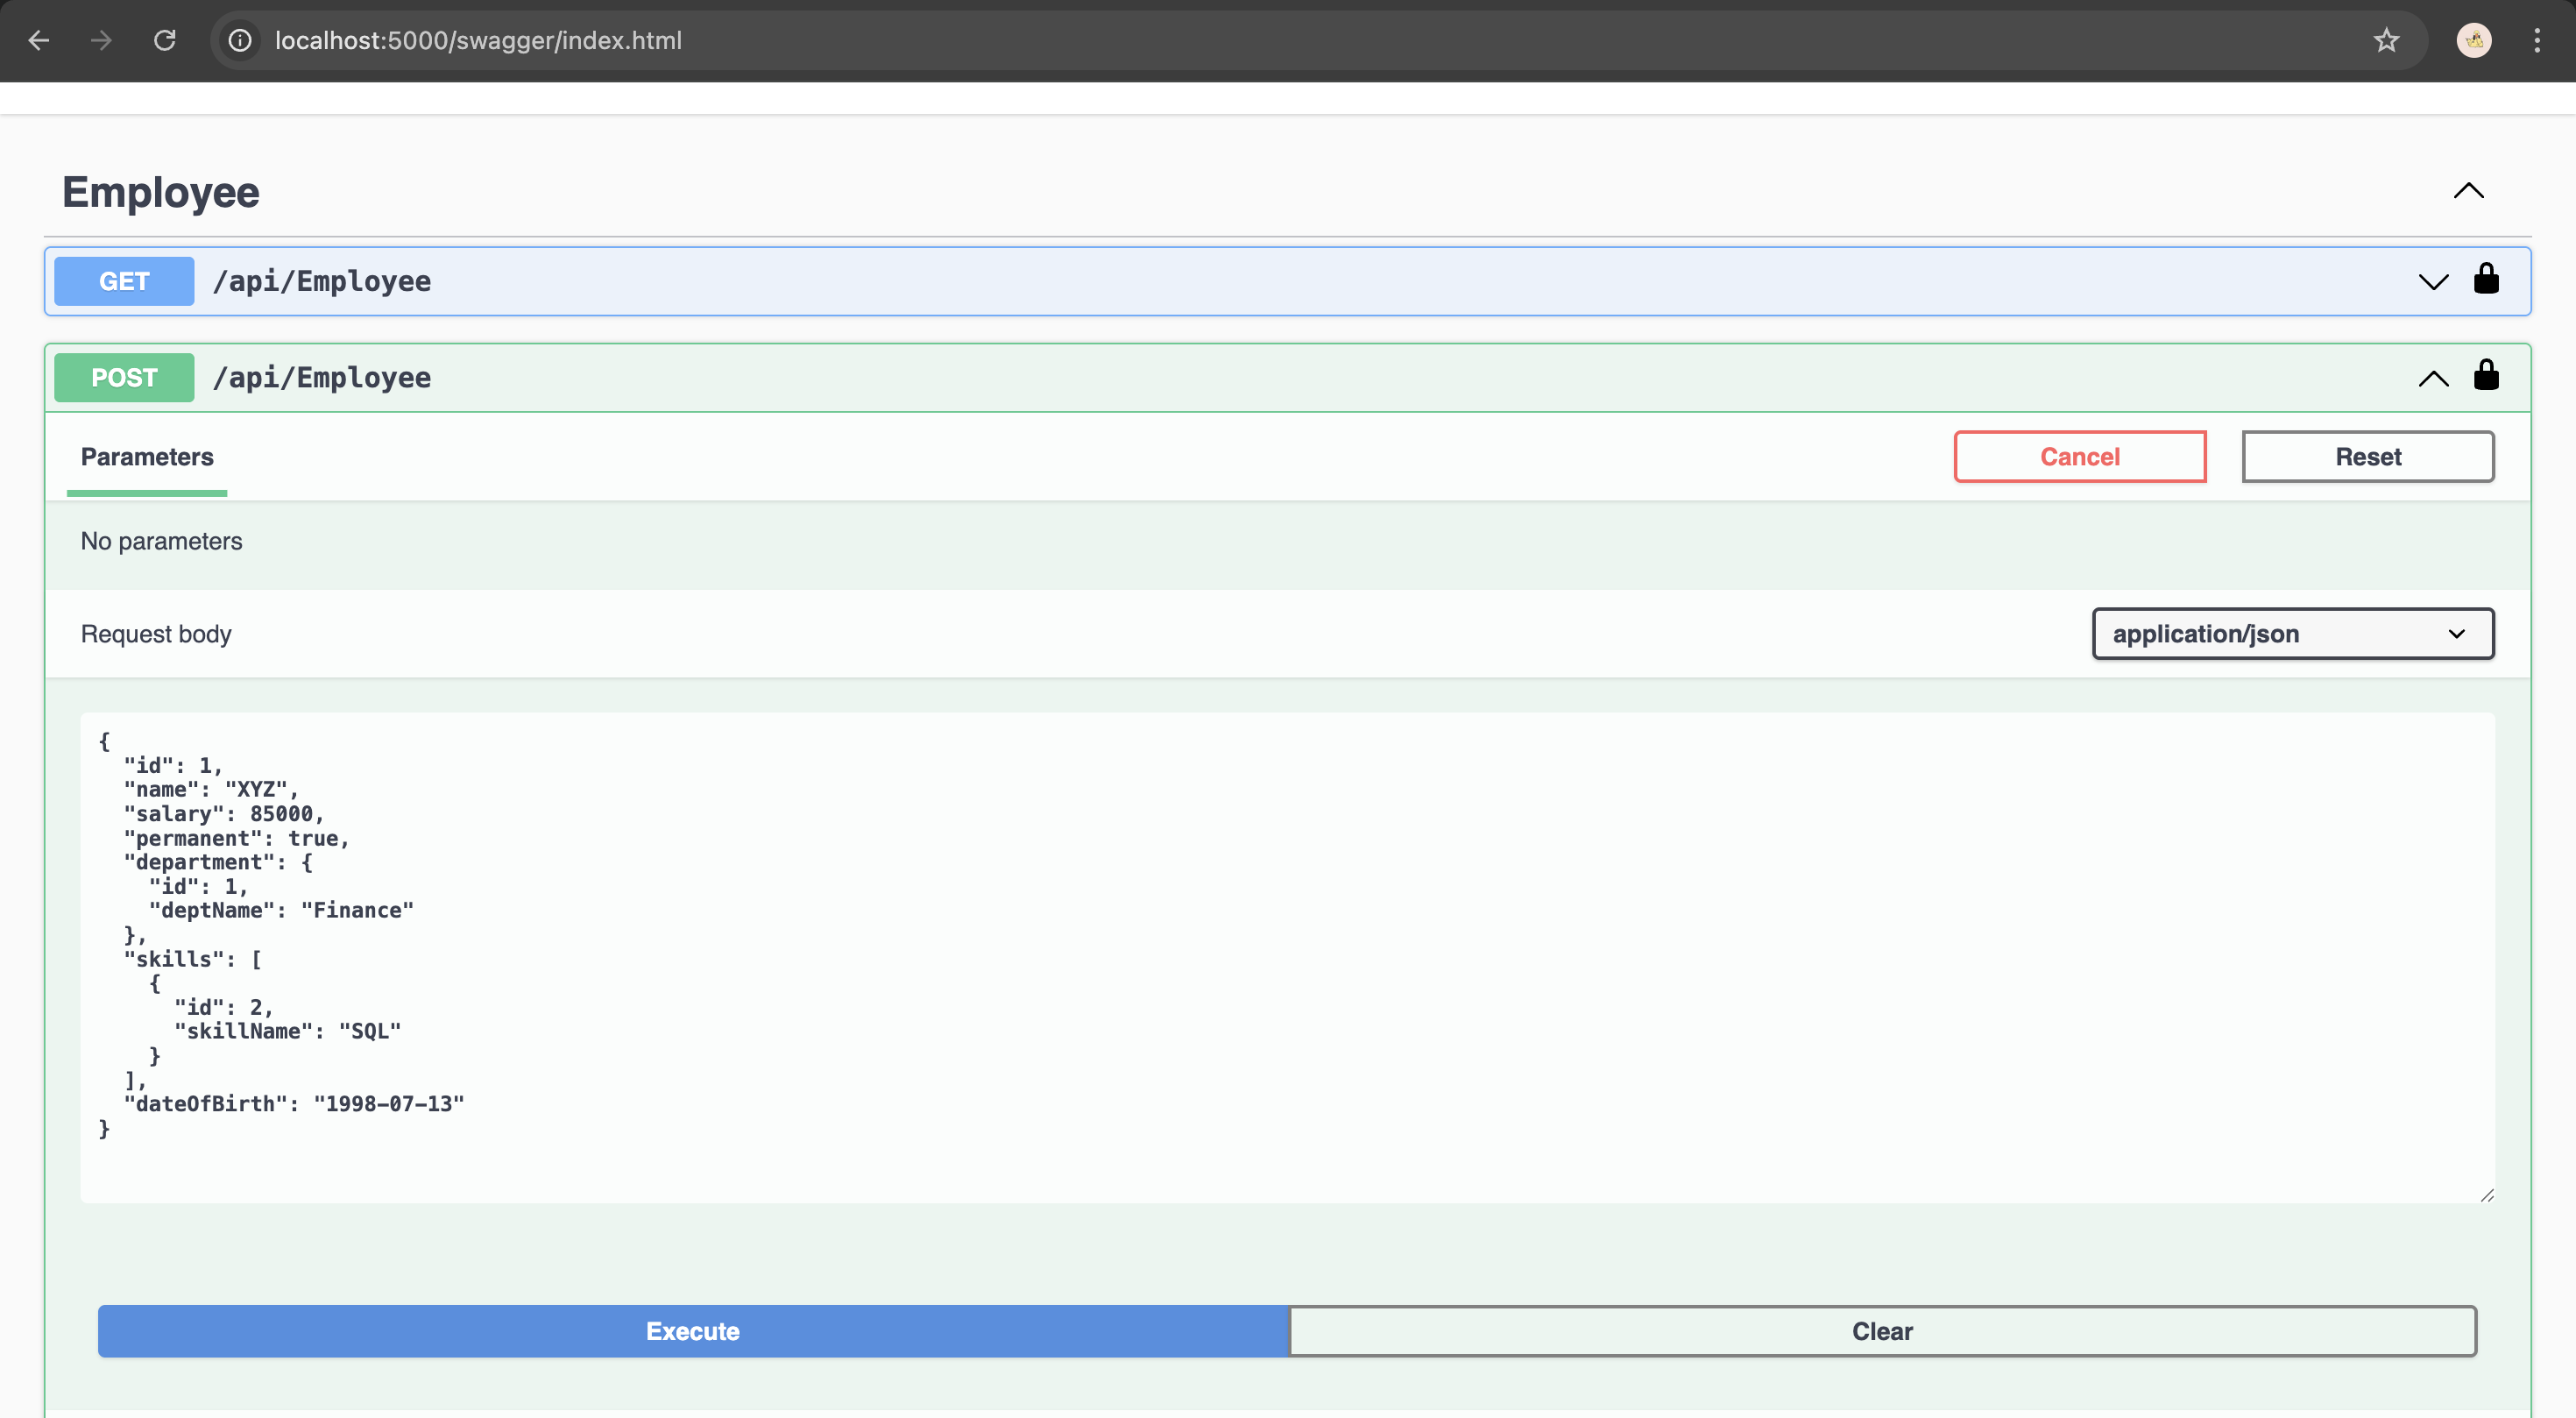 localhost:5000/swagger/index.html
Employee
GET /api/Employee
POST /api/Employee
Parameters Cancel Reset
No parameters
Request body application/json
{
  "id": 1,
  "name": "XYZ",
  "salary": 85000,
  "permanent": true,
  "department": {
    "id": 1,
    "deptName": "Finance"
  },
  "skills": [
    {
      "id": 2,
      "skillName": "SQL"
    }
  ],
  "dateOfBirth": "1998-07-13"
}
Execute Clear